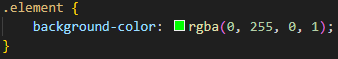 .element {
    background-color: rgba(0, 255, 0, 1);
}